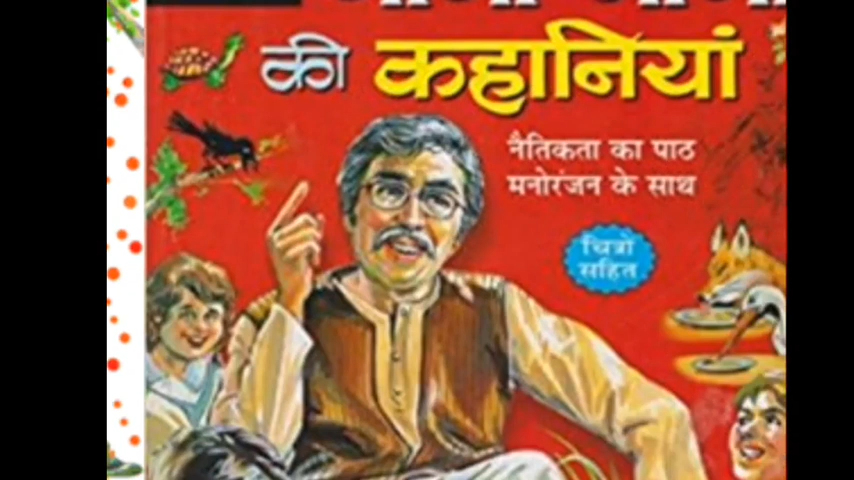 की कहानियां
नैतिकता का पाठ
मनोरंजन के साथ
चित्रों
सहित